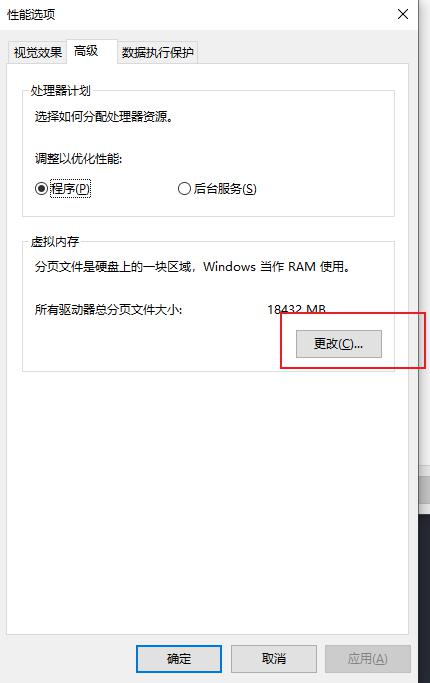 性能选项
视觉效果 高级 数据执行保护
处理器计划
选择如何分配处理器资源。
调整以优化性能:
程序(P) 后台服务(S)
虚拟内存
分页文件是硬盘上的一块区域，Windows 当作 RAM 使用。
所有驱动器总分页文件大小: 18432 MB
更改(C)...
确定 取消 应用(A)